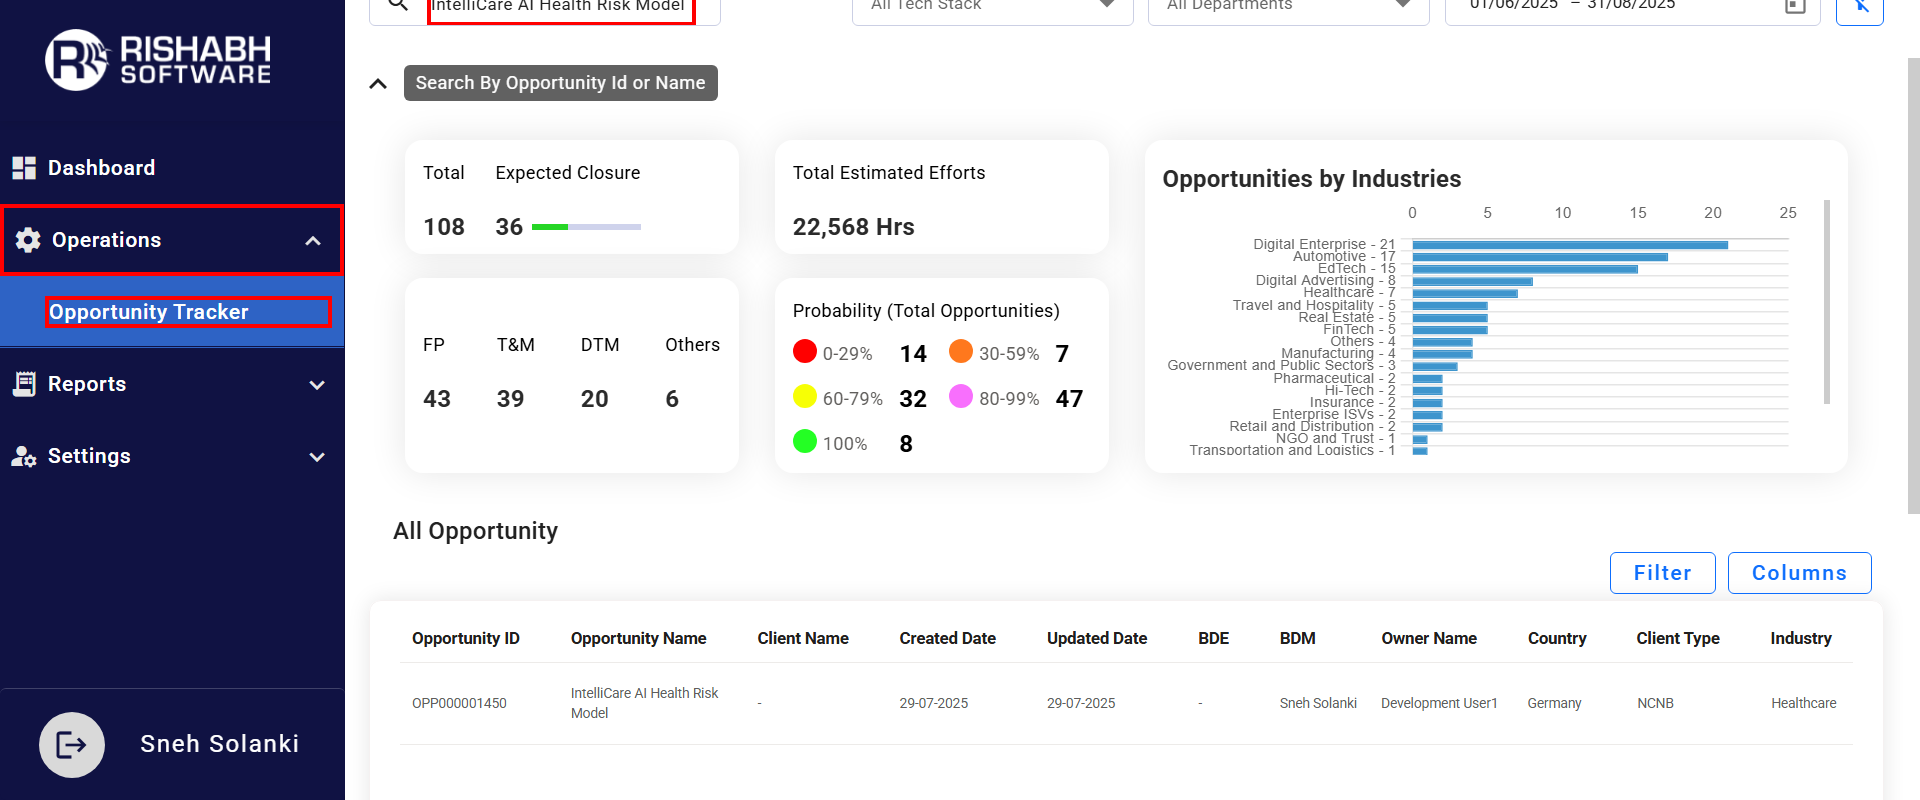 RISHABH
SOFTWARE
Dashboard
Operations
Opportunity Tracker
Reports
Settings
Sneh Solanki
IntelliCare AI Health Risk Model
All Tech Stack
All Departments
01/06/2025 – 31/08/2025
Search By Opportunity Id or Name
Total Expected Closure
108 36
Total Estimated Efforts
22,568 Hrs
FP T&M DTM Others
43 39 20 6
Probability (Total Opportunities)
0-29% 14 30-59% 7
60-79% 32 80-99% 47
100% 8
Opportunities by Industries
0 5 10 15 20 25
Digital Enterprise - 21
Automotive - 17
EdTech - 15
Digital Advertising - 8
Healthcare - 7
Travel and Hospitality - 5
Real Estate - 5
FinTech - 5
Others - 4
Manufacturing - 4
Government and Public Sectors - 3
Pharmaceutical - 2
Hi-Tech - 2
Insurance - 2
Enterprise ISVs - 2
Retail and Distribution - 2
NGO and Trust - 1
Transportation and Logistics - 1
All Opportunity
Filter Columns
Opportunity ID Opportunity Name Client Name Created Date Updated Date BDE BDM Owner Name Country Client Type Industry
OPP000001450 IntelliCare AI Health Risk - 29-07-2025 29-07-2025 - Sneh Solanki Development User1 Germany NCNB Healthcare
Model